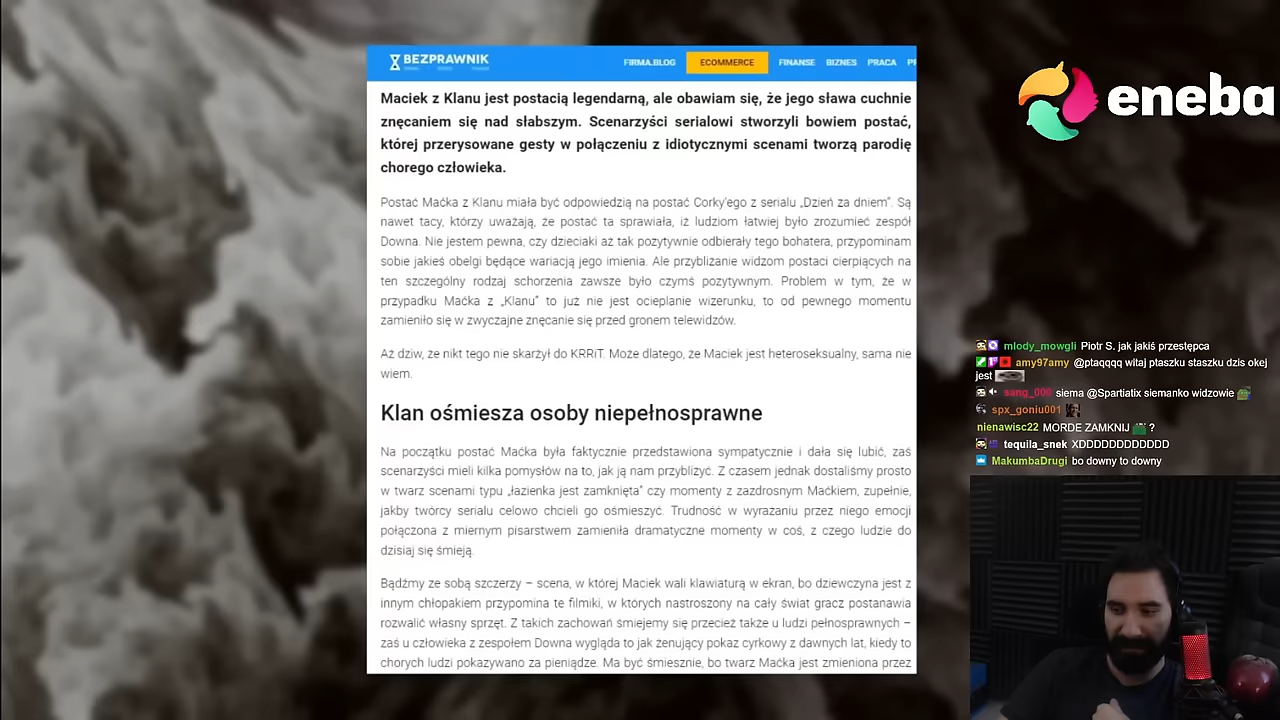 BEZPRAWNIK
FIRMA.BLOG ECOMMERCE FINANSE BIZNES PRACA
Maciek z Klanu jest postacią legendarną, ale obawiam się, że jego sława cuchnie
znęcaniem się nad słabszym. Scenarzyści serialowi stworzyli bowiem postać,
której przerysowane gesty w połączeniu z idiotycznymi scenami tworzą parodię
chorego człowieka.
Postać Maćka z Klanu miała być odpowiedzią na postać Corky'ego z serialu „Dzień za dniem”. Są
nawet tacy, którzy uważają, że postać ta sprawiała, iż ludziom łatwiej było zrozumieć zespół
Downa. Nie jestem pewna, czy dzieciaki aż tak pozytywnie odbierały tego bohatera, przypominam
sobie jakieś obelgi będące wariacją jego imienia. Ale przybliżanie widzom postaci cierpiących na
ten szczególny rodzaj schorzenia zawsze było czymś pozytywnym. Problem w tym, że w
przypadku Maćka z „Klanu” to już nie jest ocieplanie wizerunku, to od pewnego momentu
zamieniło się w zwyczajne znęcanie się przed gronem telewidzów.
Aż dziw, że nikt tego nie skarżył do KRRiT. Może dlatego, że Maciek jest heteroseksualny, sama nie
wiem.
Klan ośmiesza osoby niepełnosprawne
Na początku postać Maćka była faktycznie przedstawiona sympatycznie i dała się lubić, zaś
scenarzyści mieli kilka pomysłów na to, jak ją nam przybliżyć. Z czasem jednak dostaliśmy prosto
w twarz scenami typu „łazienka jest zamknięta” czy momenty z zazdrosnym Maćkiem, zupełnie,
jakby twórcy serialu celowo chcieli go ośmieszyć. Trudność w wyrażaniu przez niego emocji
połączona z miernym pisarstwem zamieniła dramatyczne momenty w coś, z czego ludzie do
dzisiaj się śmieją.
Bądźmy ze sobą szczerzy – scena, w której Maciek wali klawiaturą w ekran, bo dziewczyna jest z
innym chłopakiem przypomina te filmiki, w których nastroszony na cały świat gracz postanawia
rozwalić własny sprzęt. Z takich zachowań śmiejemy się przecież także u ludzi pełnosprawnych –
zaś u człowieka z zespołem Downa wygląda to jak żenujący pokaz cyrkowy z dawnych lat, kiedy to
chorych ludzi pokazywano za pieniądze. Ma być śmiesznie, bo twarz Maćka jest zmieniona przez
eneba
mlody_mowgli Piotr S. jak jakiś przestępca
amy97amy @ptaqqqq witaj ptaszku staszku dzis okej
jest
sang_000 siema @Spartiatix siemanko widzowie
spx_goniu001
nienawisc22 MORDE ZAMKNIJ ?
tequila_snek XDDDDDDDDDDDD
MakumbaDrugi bo downy to downy